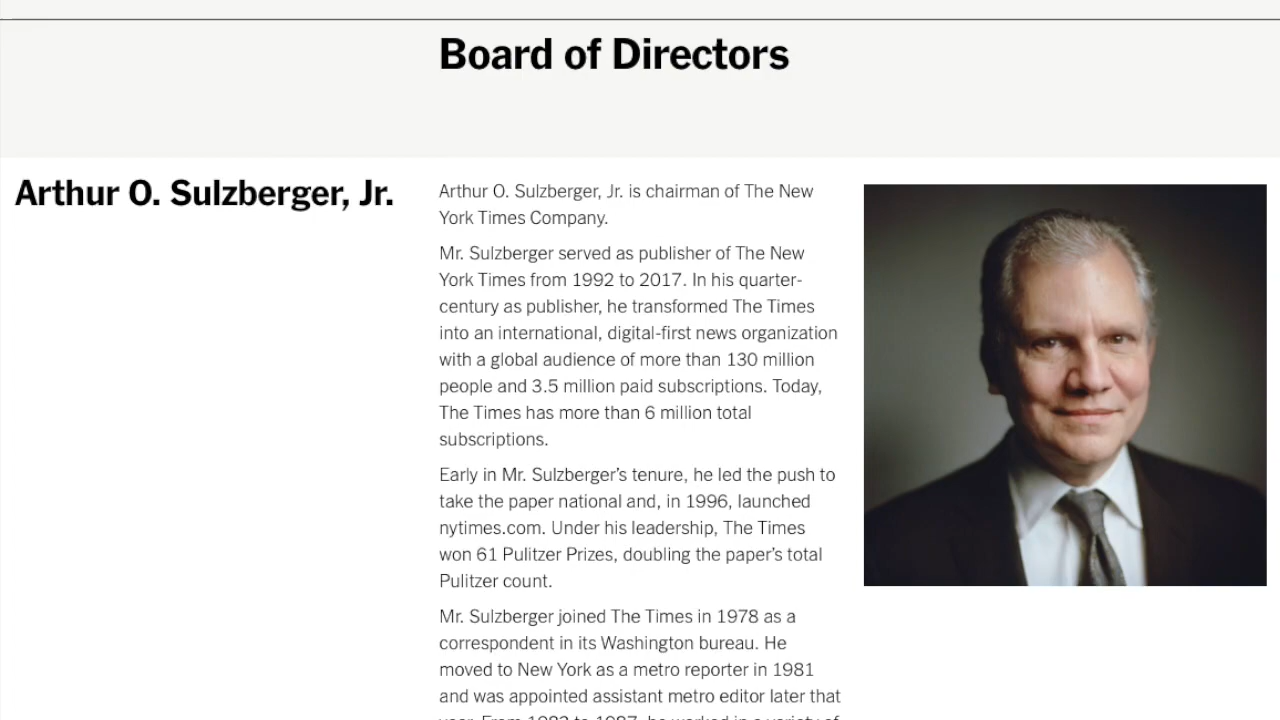 Board of Directors
Arthur O. Sulzberger, Jr.
Arthur O. Sulzberger, Jr. is chairman of The New
York Times Company.
Mr. Sulzberger served as publisher of The New
York Times from 1992 to 2017. In his quarter-
century as publisher, he transformed The Times
into an international, digital-first news organization
with a global audience of more than 130 million
people and 3.5 million paid subscriptions. Today,
The Times has more than 6 million total
subscriptions.
Early in Mr. Sulzberger’s tenure, he led the push to
take the paper national and, in 1996, launched
nytimes.com. Under his leadership, The Times
won 61 Pulitzer Prizes, doubling the paper’s total
Pulitzer count.
Mr. Sulzberger joined The Times in 1978 as a
correspondent in its Washington bureau. He
moved to New York as a metro reporter in 1981
and was appointed assistant metro editor later that